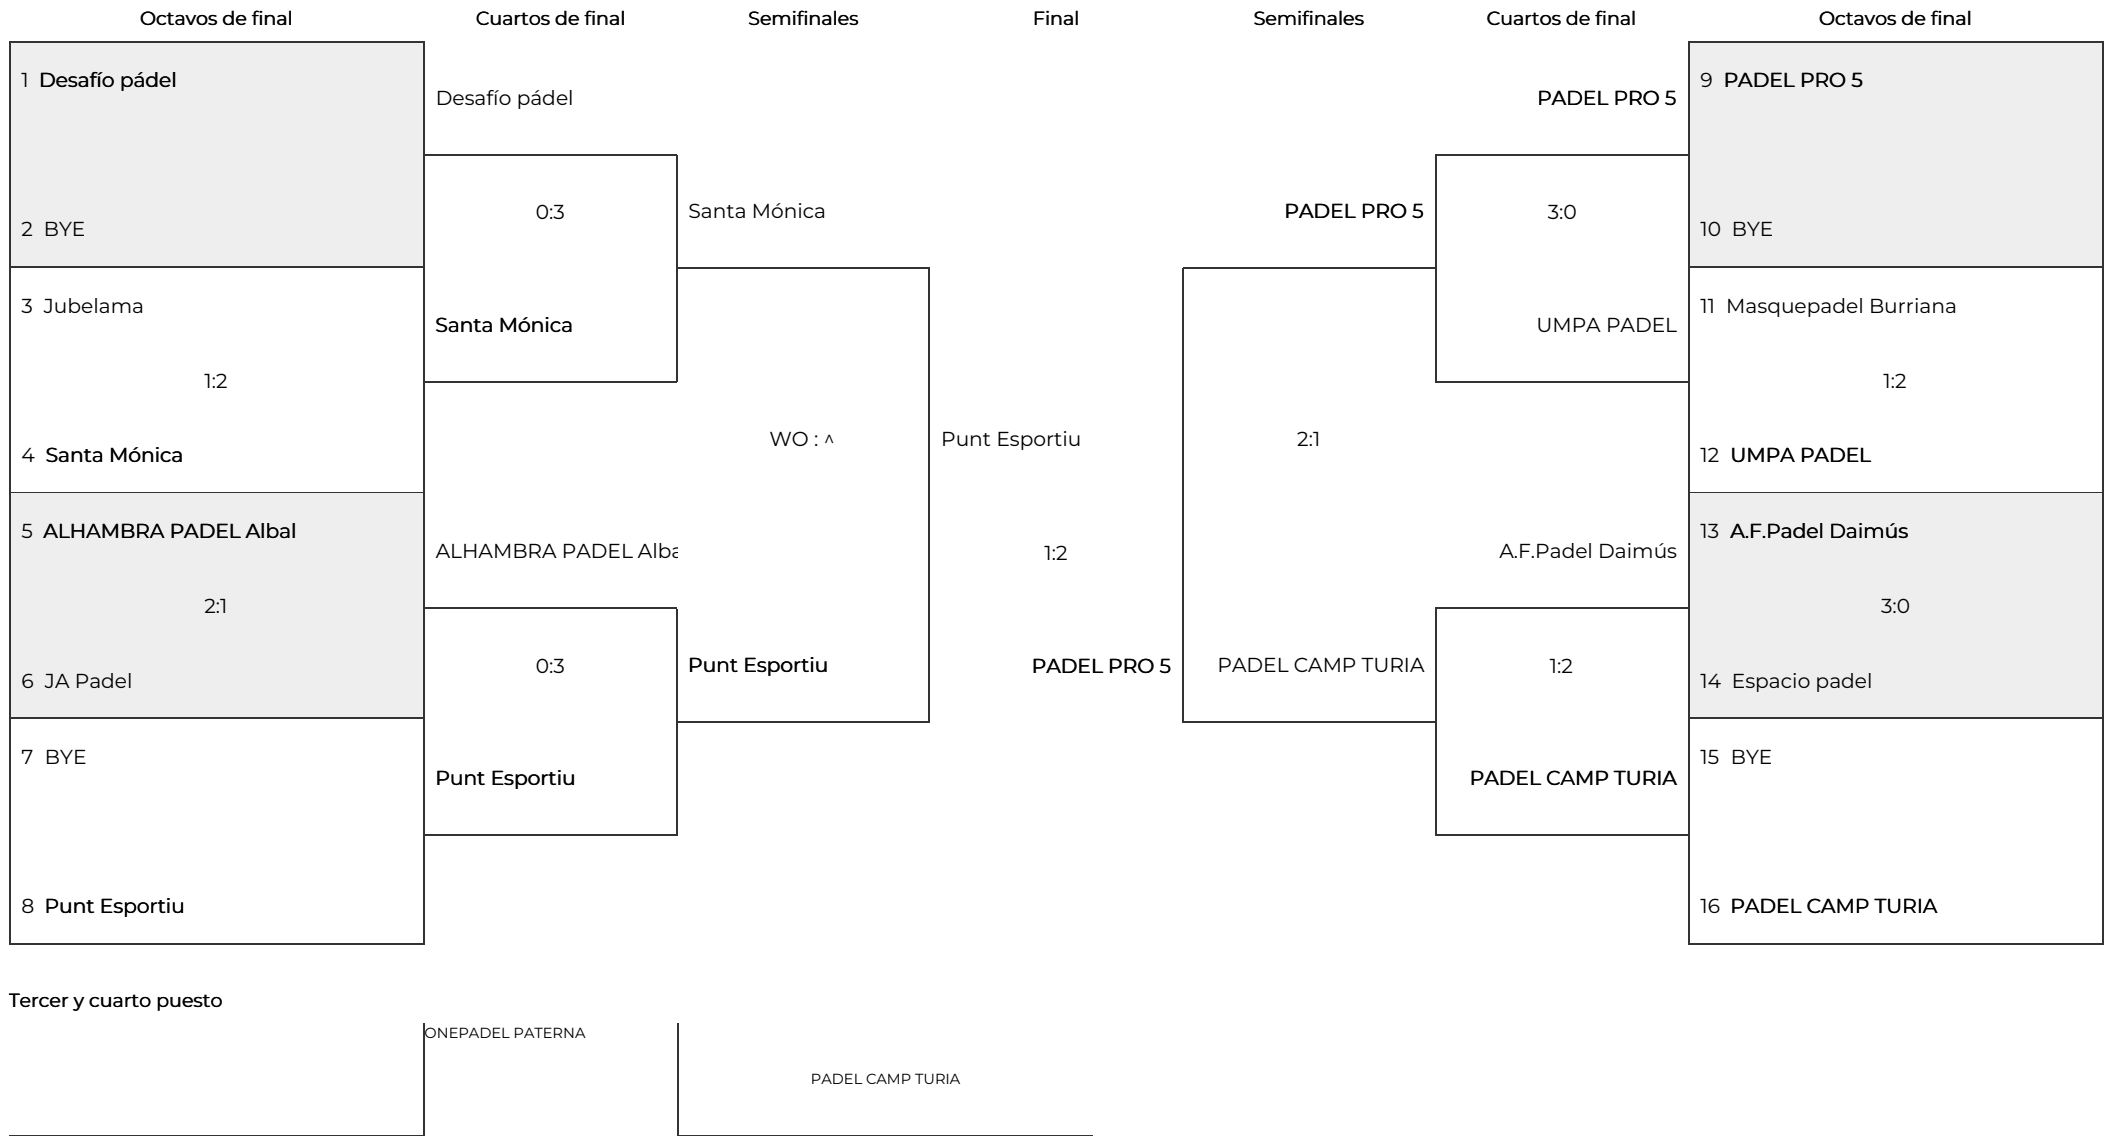 Octavos de final
Cuartos de final
Semifinales
Final
Semifinales
Cuartos de final
Octavos de final
1 Desafío pádel
2 BYE
3 Jubelama
1:2
4 Santa Mónica
5 ALHAMBRA PADEL Albal
2:1
6 JA Padel
7 BYE
8 Punt Esportiu
Desafío pádel
0:3
Santa Mónica
ALHAMBRA PADEL Alba
0:3
Punt Esportiu
Santa Mónica
WO : ^
Punt Esportiu
Punt Esportiu
1:2
PADEL PRO 5
PADEL PRO 5
2:1
PADEL CAMP TURIA
PADEL PRO 5
3:0
UMPA PADEL
A.F.Padel Daimús
1:2
PADEL CAMP TURIA
9 PADEL PRO 5
10 BYE
11 Masquepadel Burriana
1:2
12 UMPA PADEL
13 A.F.Padel Daimús
3:0
14 Espacio padel
15 BYE
16 PADEL CAMP TURIA
Tercer y cuarto puesto
ONEPADEL PATERNA
PADEL CAMP TURIA